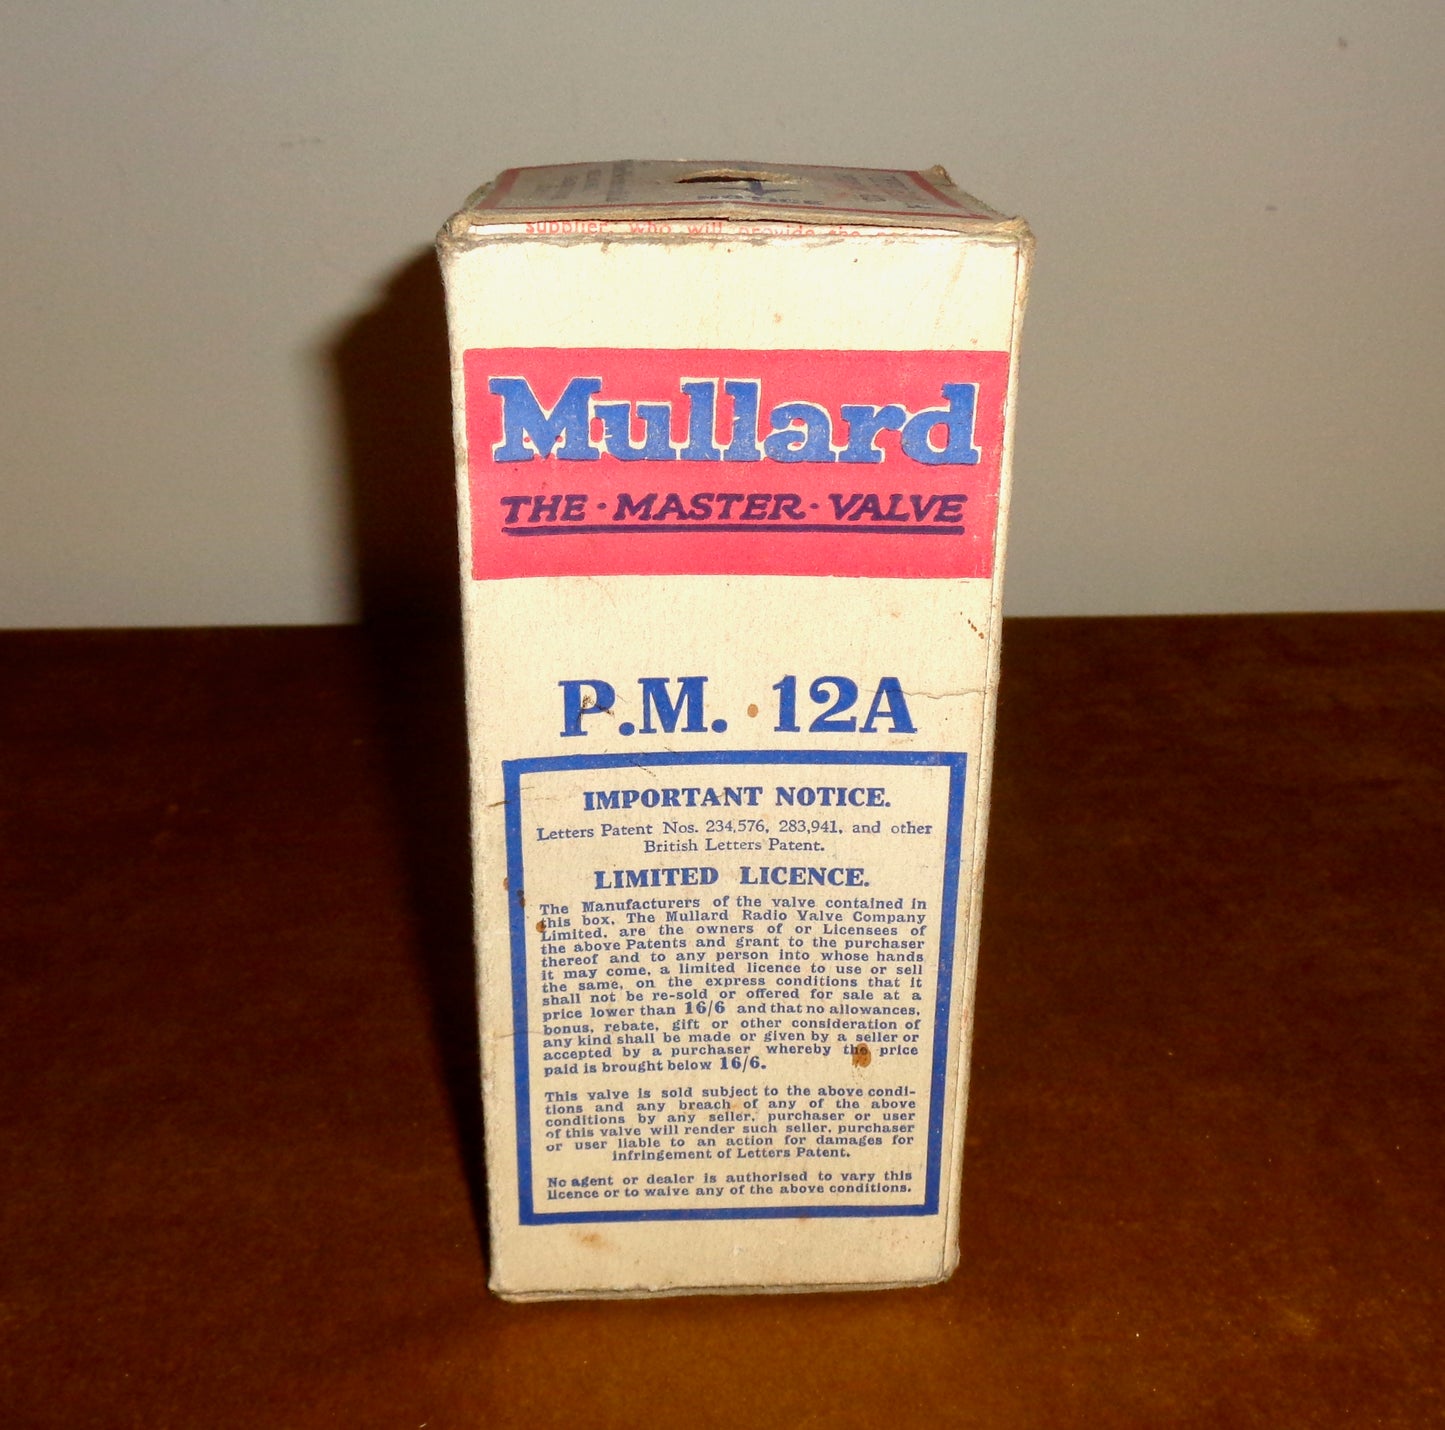 NOTICE
supplier who will provide the
Mullard
THE · MASTER · VALVE
P.M. 12A
IMPORTANT NOTICE.
Letters Patent Nos. 234,576, 283,941, and other
British Letters Patent.
LIMITED LICENCE.
The Manufacturers of the valve contained in
this box, The Mullard Radio Valve Company
Limited, are the owners of or Licensees of
the above Patents and grant to the purchaser
thereof and to any person into whose hands
it may come, a limited licence to use or sell
the same, on the express conditions that it
shall not be re-sold or offered for sale at a
price lower than 16/6 and that no allowances,
bonus, rebate, gift or other consideration of
any kind shall be made or given by a seller or
accepted by a purchaser whereby the price
paid is brought below 16/6.
This valve is sold subject to the above condi-
tions and any breach of any of the above
conditions by any seller, purchaser or user
of this valve will render such seller, purchaser
or user liable to an action for damages for
infringement of Letters Patent.
No agent or dealer is authorised to vary this
licence or to waive any of the above conditions.